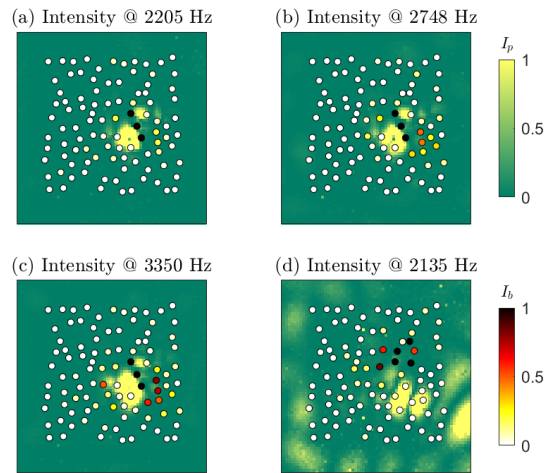 (a) Intensity @ 2205 Hz
(b) Intensity @ 2748 Hz
I_p
1
0.5
0
(c) Intensity @ 3350 Hz
(d) Intensity @ 2135 Hz
I_b
1
0.5
0